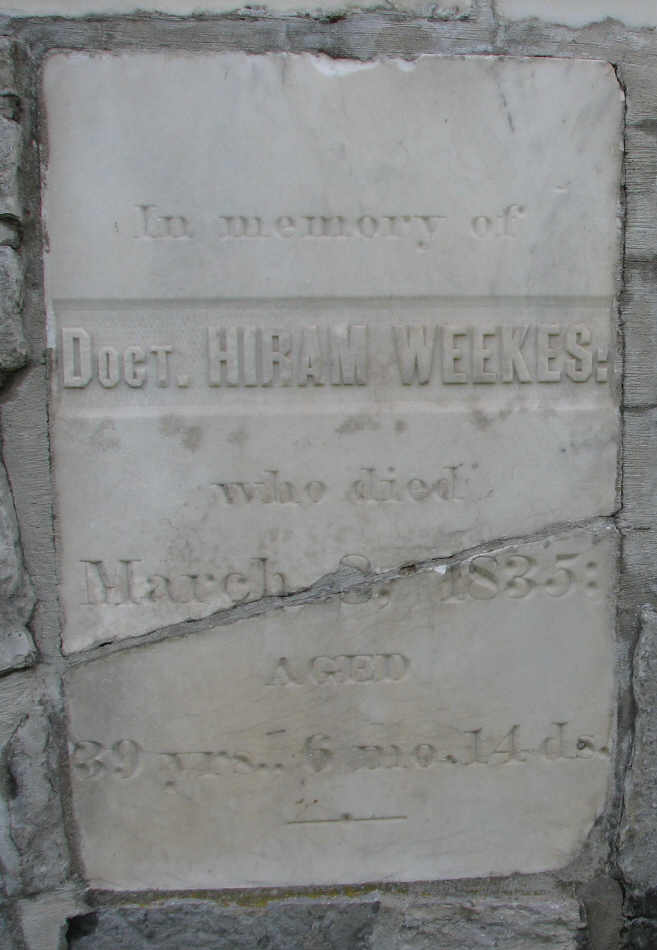 In memory of
Doct. HIRAM WEEKES:
who died
March 8, 1835:
AGED
39 yrs. 6 mo. 14 ds.